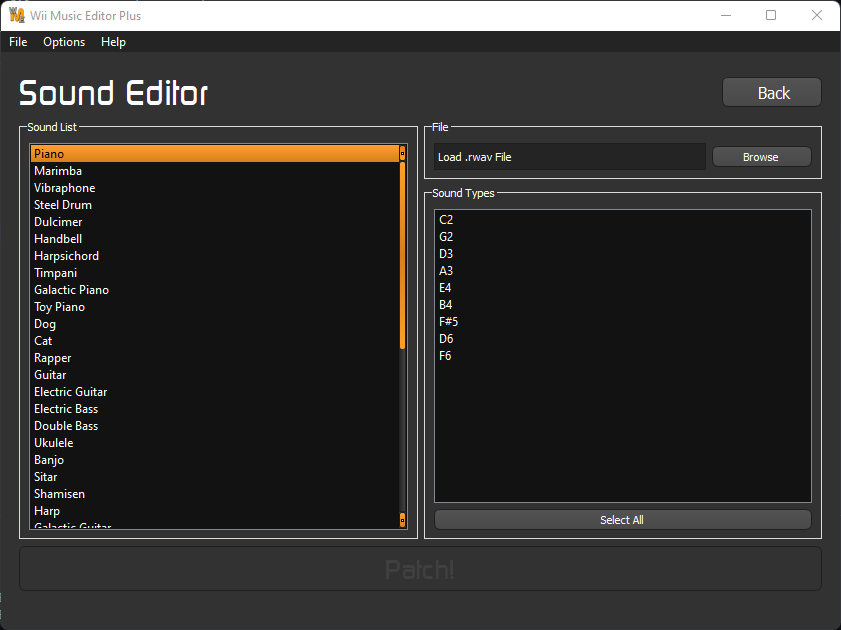 Wii Music Editor Plus
File Options Help
Sound Editor
Back
Sound List
Piano
Marimba
Vibraphone
Steel Drum
Dulcimer
Handbell
Harpsichord
Timpani
Galactic Piano
Toy Piano
Dog
Cat
Rapper
Guitar
Electric Guitar
Electric Bass
Double Bass
Ukulele
Banjo
Sitar
Shamisen
Harp
Galactic Guitar
File
Load .rwav File
Browse
Sound Types
C2
G2
D3
A3
E4
B4
F#5
D6
F6
Select All
Patch!